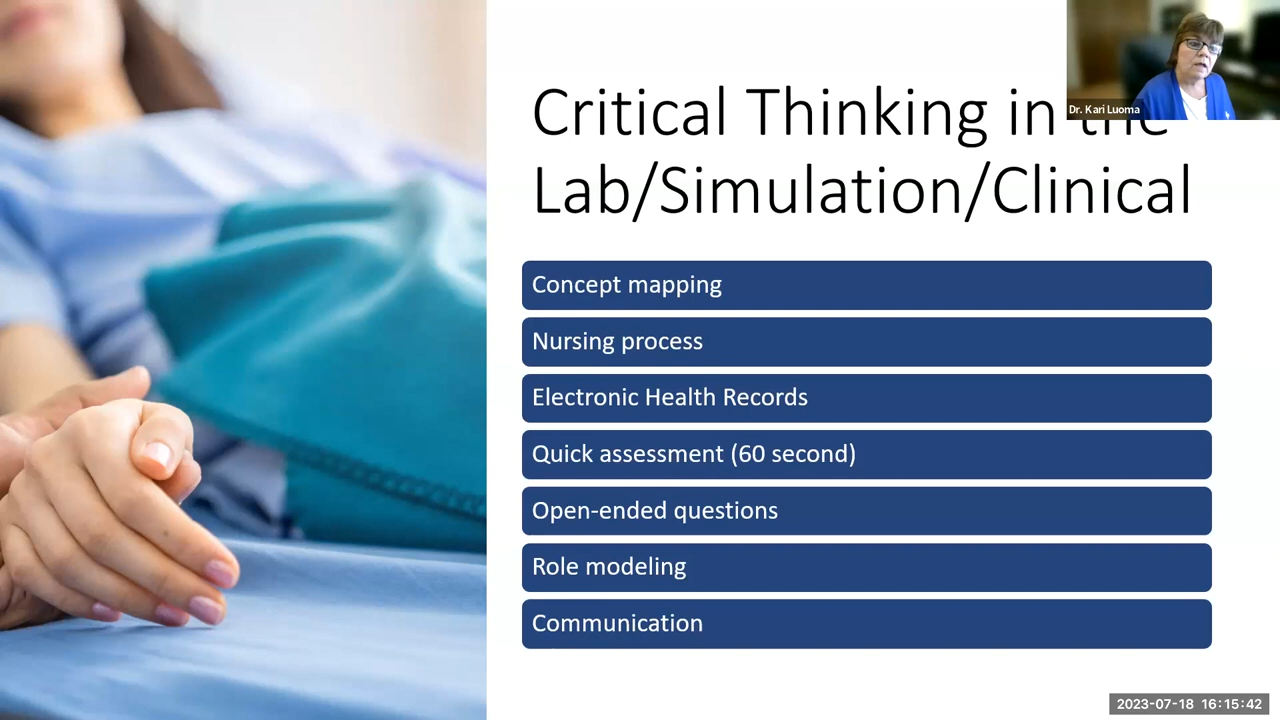 Critical Thinking in the
Lab/Simulation/Clinical
Dr. Kari Luoma
Concept mapping
Nursing process
Electronic Health Records
Quick assessment (60 second)
Open-ended questions
Role modeling
Communication
2023-07-18 16:15:42